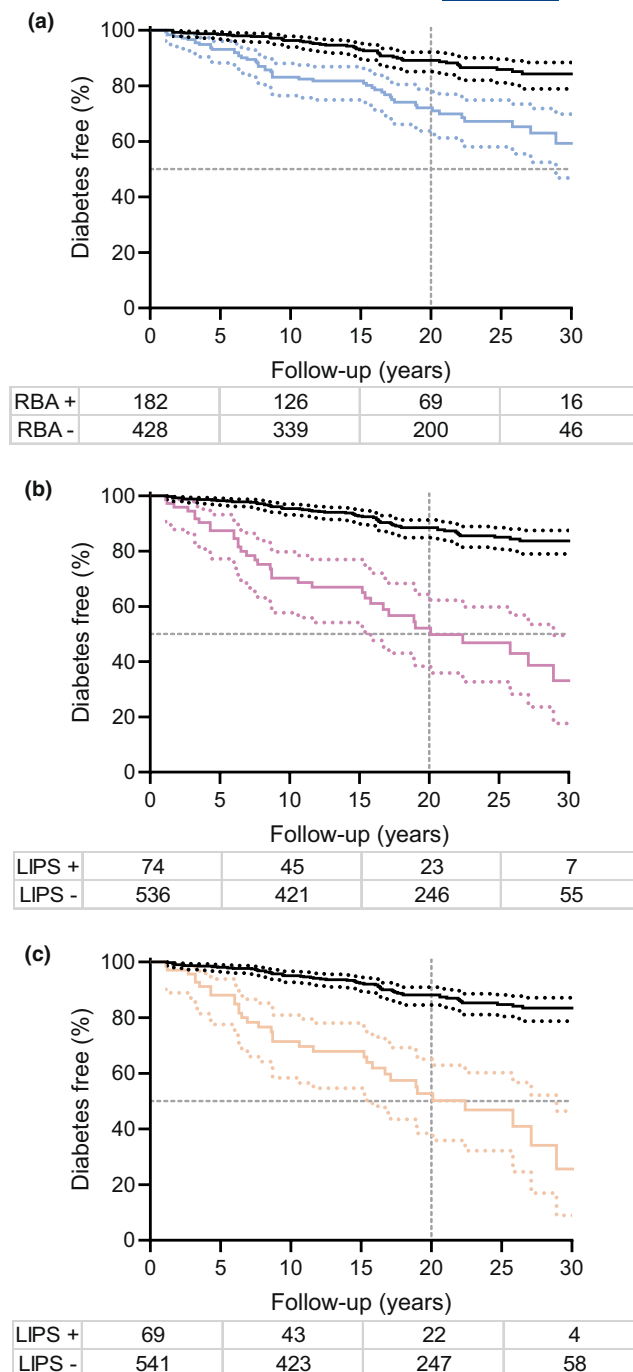 (a)
100
80
60
40
20
0
Diabetes free (%)
0 5 10 15 20 25 30
Follow-up (years)
RBA + 182 126 69 16
RBA - 428 339 200 46
(b)
100
80
60
40
20
0
Diabetes free (%)
0 5 10 15 20 25 30
Follow-up (years)
LIPS + 74 45 23 7
LIPS - 536 421 246 55
(c)
100
80
60
40
20
0
Diabetes free (%)
0 5 10 15 20 25 30
Follow-up (years)
LIPS + 69 43 22 4
LIPS - 541 423 247 58